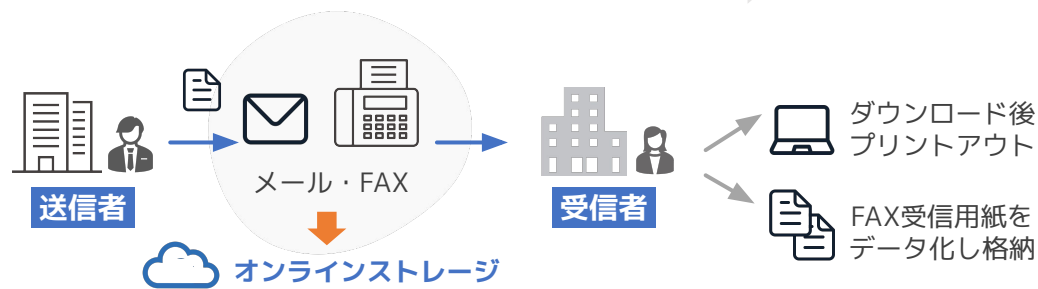 ダウンロード後
プリントアウト
メール・FAX
送信者
受信者
FAX受信用紙を
データ化し格納
オンラインストレージ